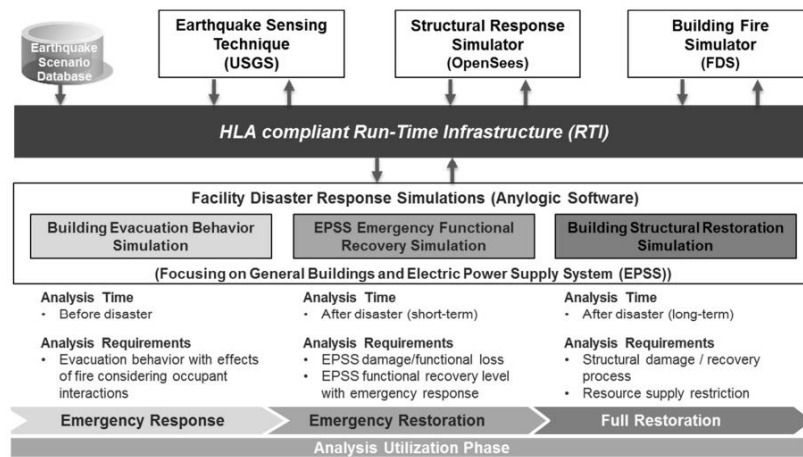 Earthquake
Scenario
Database
Earthquake Sensing
Technique
(USGS)
Structural Response
Simulator
(OpenSees)
Building Fire
Simulator
(FDS)
HLA compliant Run-Time Infrastructure (RTI)
Facility Disaster Response Simulations (Anylogic Software)
Building Evacuation Behavior
Simulation
EPSS Emergency Functional
Recovery Simulation
Building Structural Restoration
Simulation
(Focusing on General Buildings and Electric Power Supply System (EPSS))
Analysis Time
• Before disaster
Analysis Requirements
• Evacuation behavior with effects
of fire considering occupant
interactions
Analysis Time
• After disaster (short-term)
Analysis Requirements
• EPSS damage/functional loss
• EPSS functional recovery level
with emergency response
Analysis Time
• After disaster (long-term)
Analysis Requirements
• Structural damage / recovery
process
• Resource supply restriction
Emergency Response
Emergency Restoration
Full Restoration
Analysis Utilization Phase